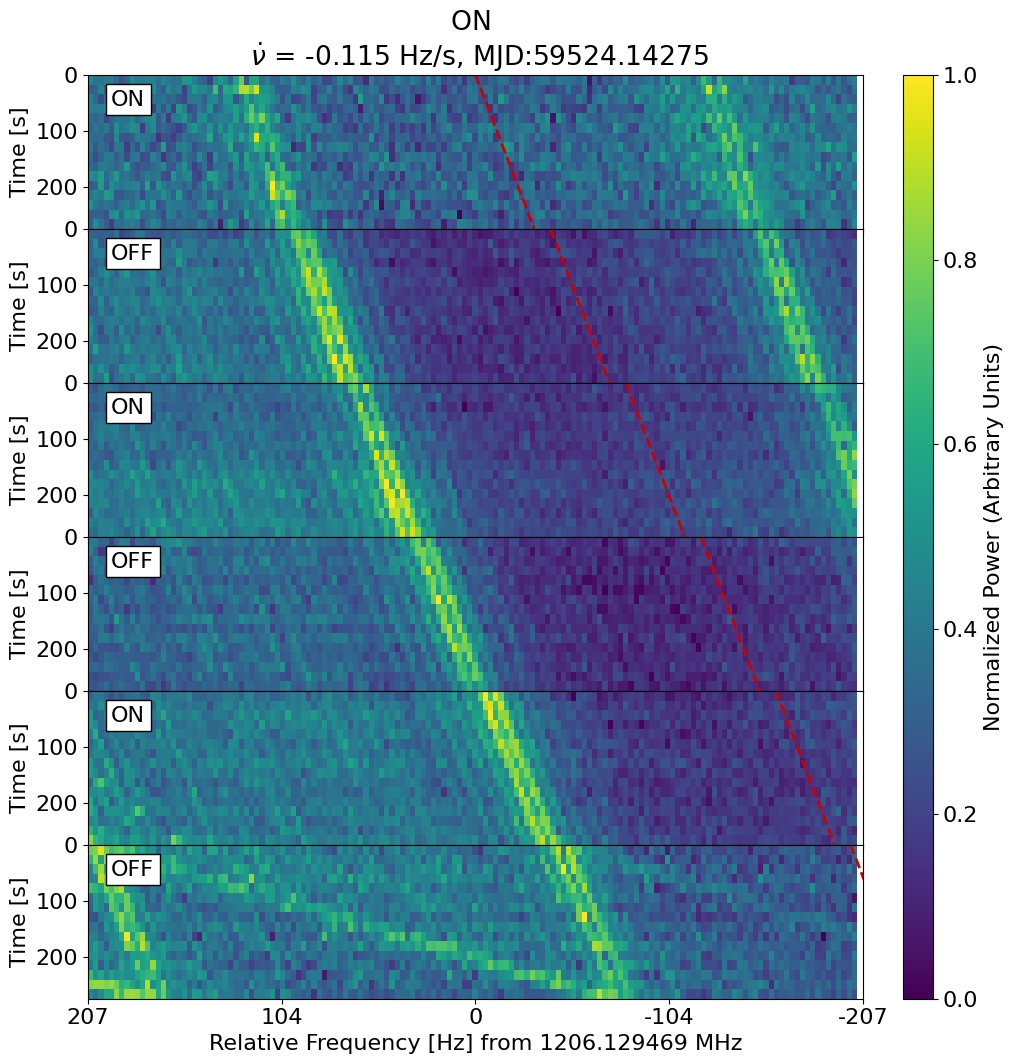 ON
ν̇ = -0.115 Hz/s, MJD:59524.14275
0
ON
100
200
Time [s]
0
OFF
100
200
Time [s]
0
ON
100
200
Time [s]
0
OFF
100
200
Time [s]
0
ON
100
200
Time [s]
0
OFF
100
200
Time [s]
207 104 0 -104 -207
Relative Frequency [Hz] from 1206.129469 MHz
1.0
0.8
0.6
0.4
0.2
0.0
Normalized Power (Arbitrary Units)